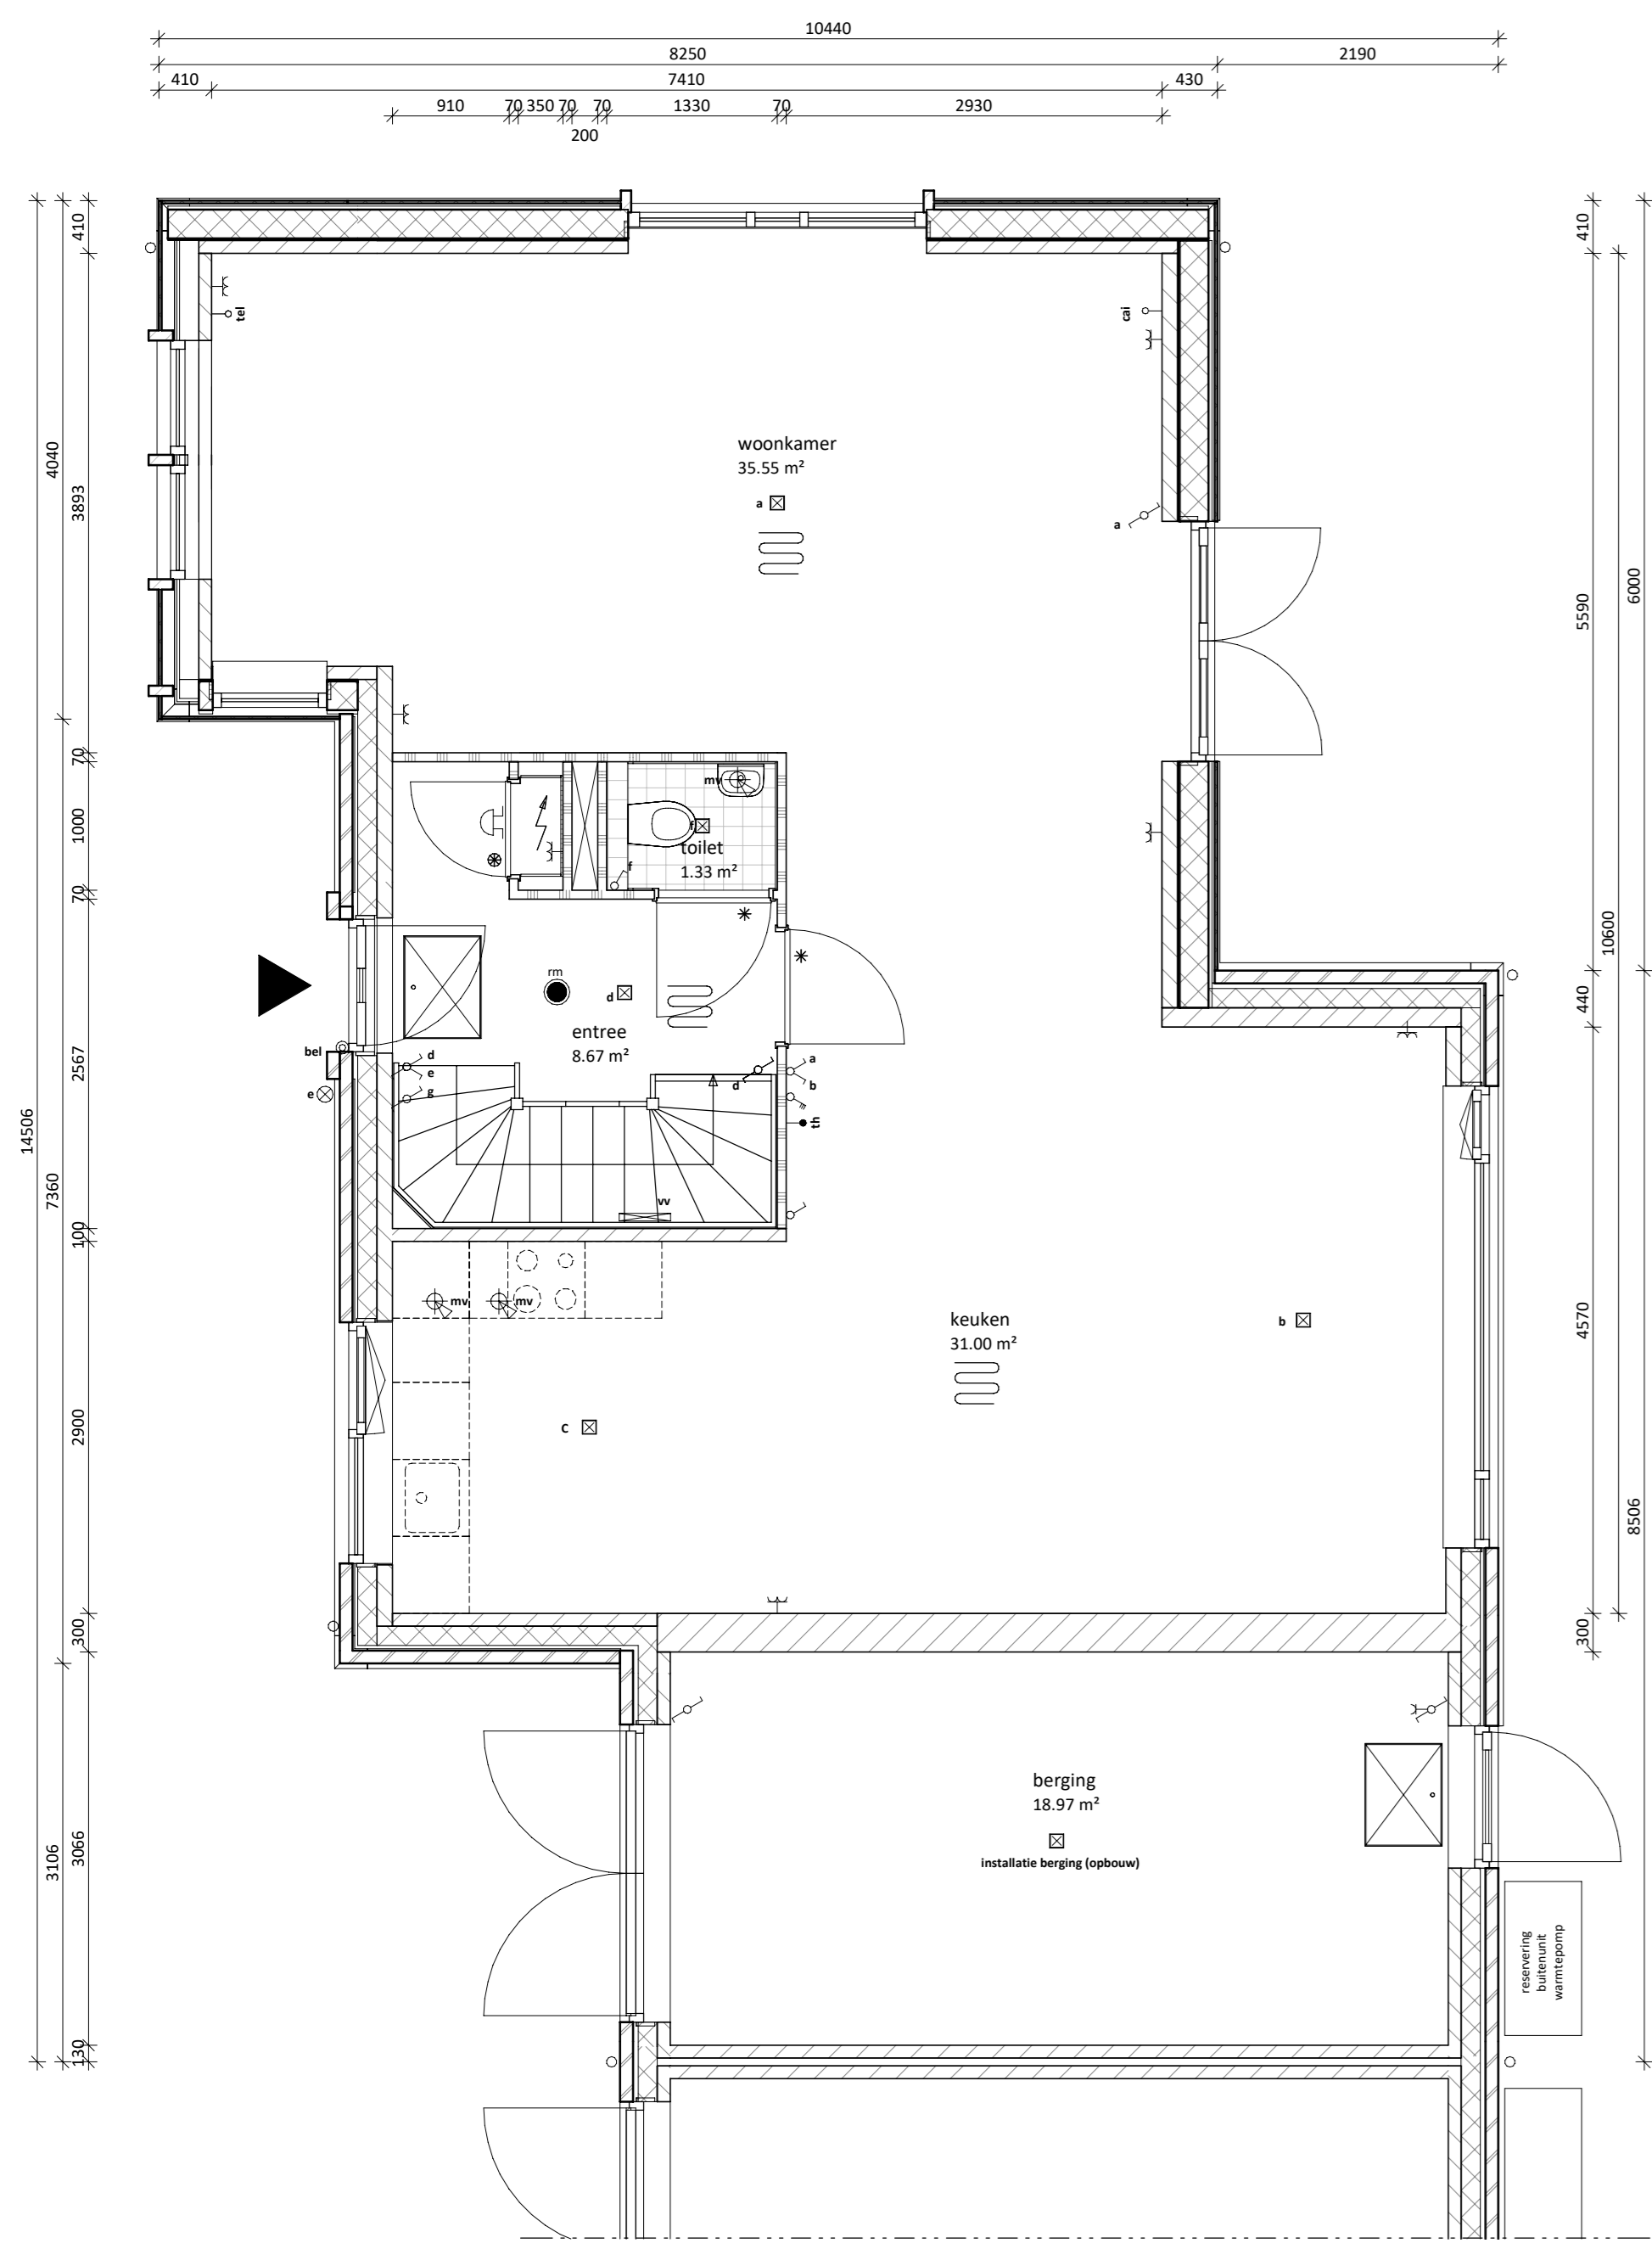 10440
8250 2190
410 7410 430
910 70 350 70 70 1330 70 2930
200
410
410
tel
cai
4040
woonkamer
35.55 m²
3893
a
a
5590
6000
70
mv
1000
f
toilet
1.33 m²
f
70
10600
rm
d
440
entree
8.67 m²
bel
d
e
g
e
a
b
d
th
2567
14506
7360
vv
100
mv mv
keuken
31.00 m²
b
4570
2900
c
8506
300
300
berging
18.97 m²
installatie berging (opbouw)
3106
3066
reservering
buitenunit
warmtepomp
130